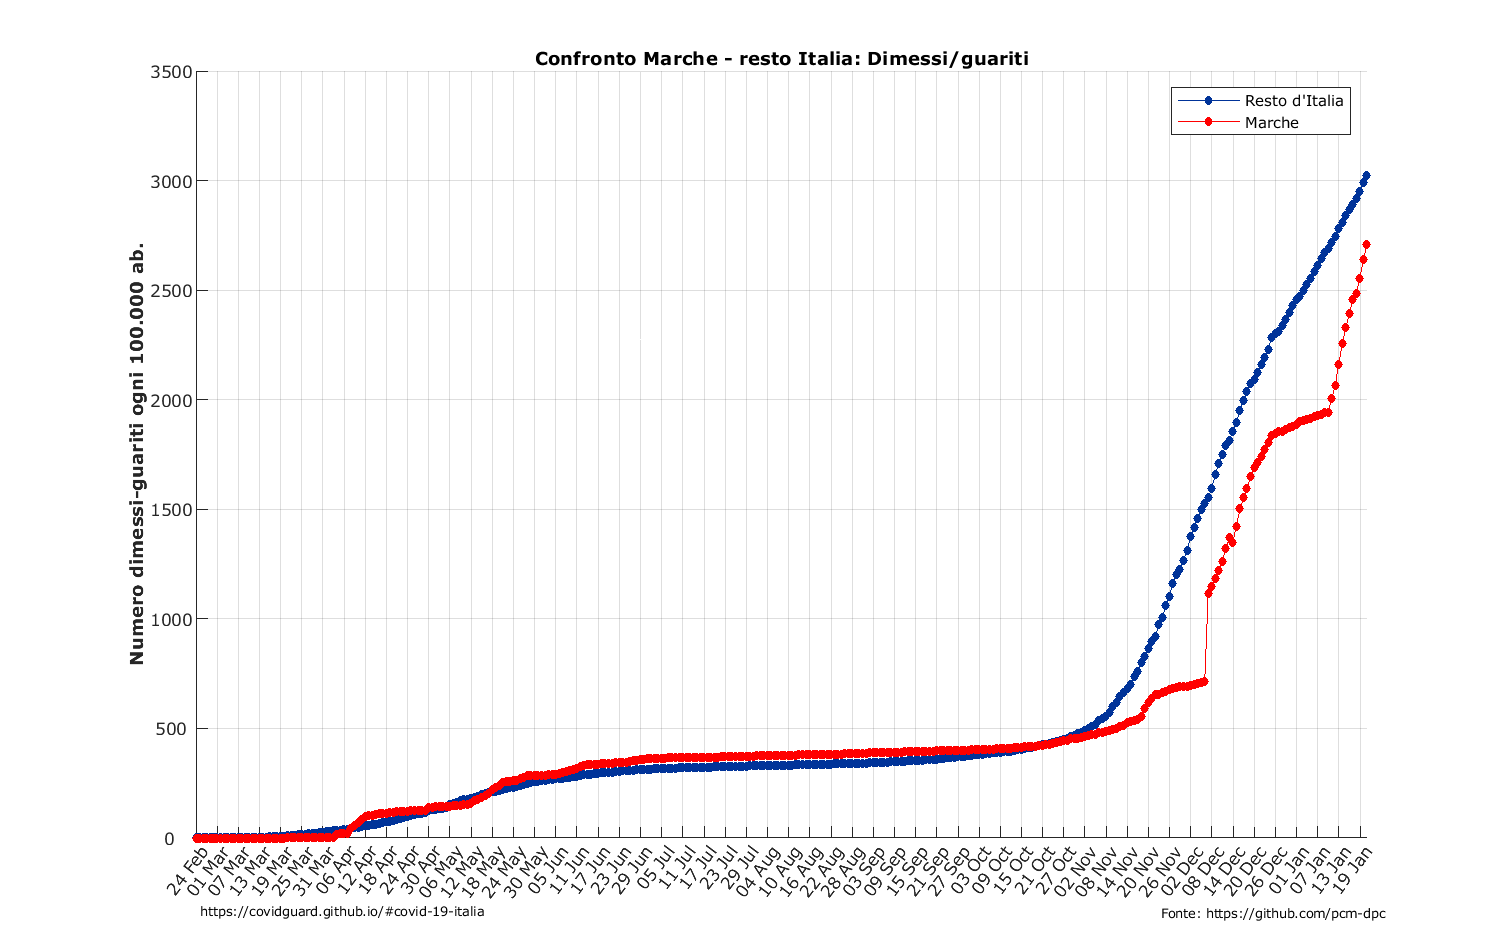 Confronto Marche - resto Italia: Dimessi/guariti
Resto d'Italia
Marche
Numero dimessi-guariti ogni 100.000 ab.
3500
3000
2500
2000
1500
1000
500
0
24 Feb
01 Mar
07 Mar
13 Mar
19 Mar
25 Mar
31 Mar
06 Apr
12 Apr
18 Apr
24 Apr
30 Apr
06 May
12 May
18 May
24 May
30 May
05 Jun
11 Jun
17 Jun
23 Jun
29 Jun
05 Jul
11 Jul
17 Jul
23 Jul
29 Jul
04 Aug
10 Aug
16 Aug
22 Aug
28 Aug
03 Sep
09 Sep
15 Sep
21 Sep
27 Sep
03 Oct
09 Oct
15 Oct
21 Oct
27 Oct
02 Nov
08 Nov
14 Nov
20 Nov
26 Nov
02 Dec
08 Dec
14 Dec
20 Dec
26 Dec
01 Jan
07 Jan
13 Jan
19 Jan
https://covidguard.github.io/#covid-19-italia
Fonte: https://github.com/pcm-dpc